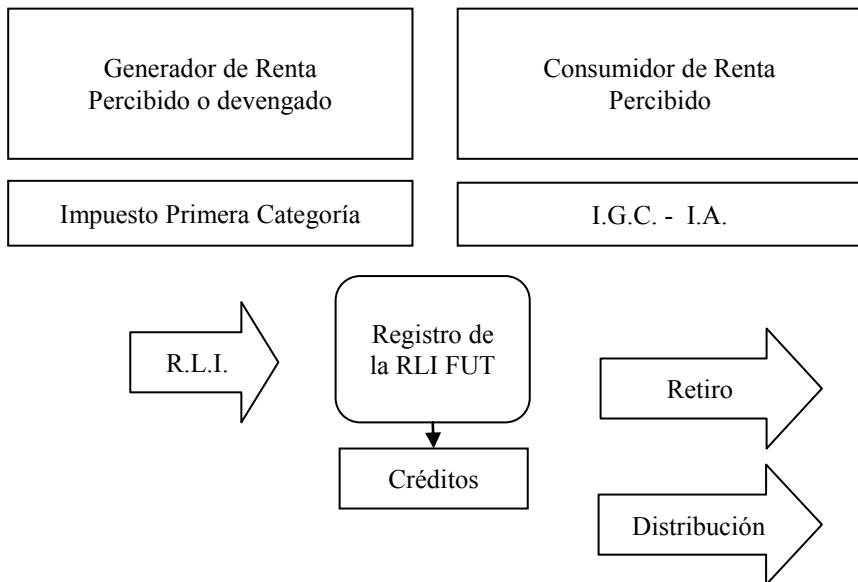 Generador de Renta
Percibido o devengado
Consumidor de Renta
Percibido
Impuesto Primera Categoría
I.G.C. - I.A.
R.L.I.
Registro de
la RLI FUT
Créditos
Retiro
Distribución